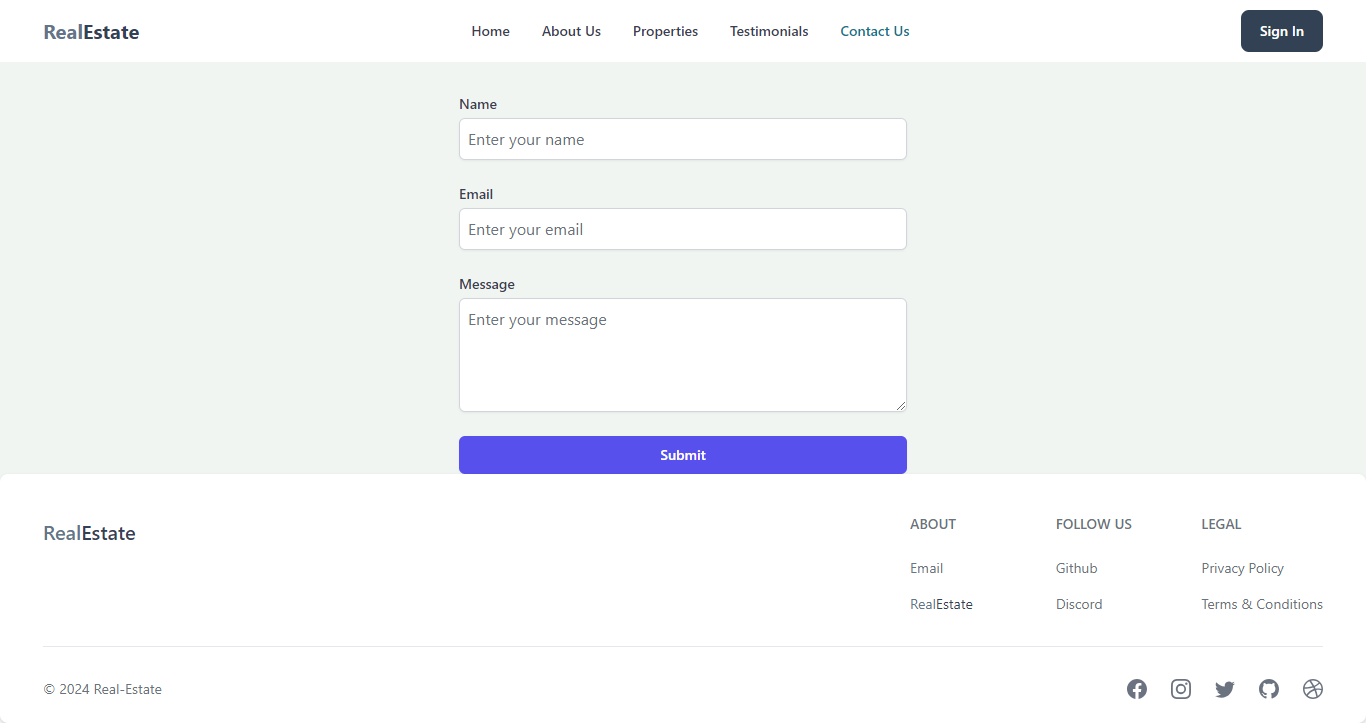 RealEstate Home About Us Properties Testimonials Contact Us Sign In
Name
Enter your name
Email
Enter your email
Message
Enter your message
Submit
RealEstate
ABOUT FOLLOW US LEGAL
Email Github Privacy Policy
RealEstate Discord Terms & Conditions
© 2024 Real-Estate